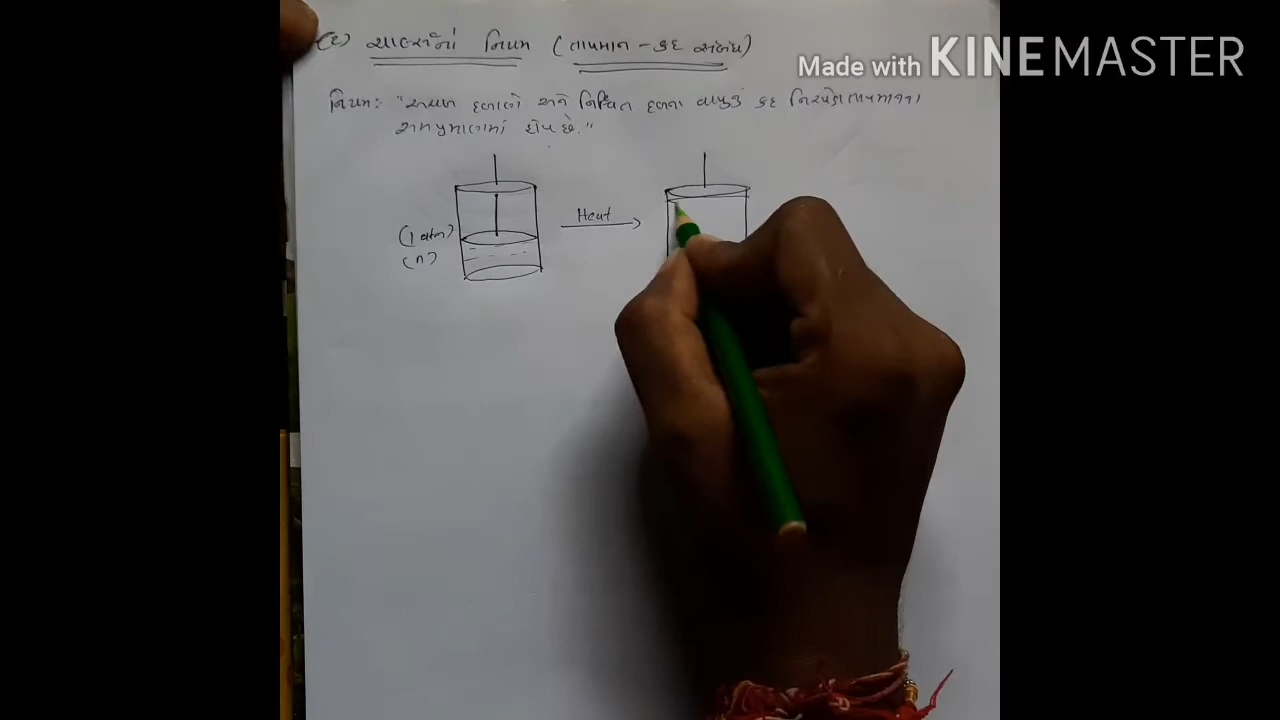 (૨) ચાર્લ્સનો નિયમ (તાપમાન - કદ સંબંધ)
Made with KINEMASTER
નિયમ: "અચળ દબાણે અને નિશ્ચિત દળના વાયુનું કદ નિરપેક્ષ તાપમાનના
સમપ્રમાણમાં હોય છે."
Heat
(1 atm)
(n)